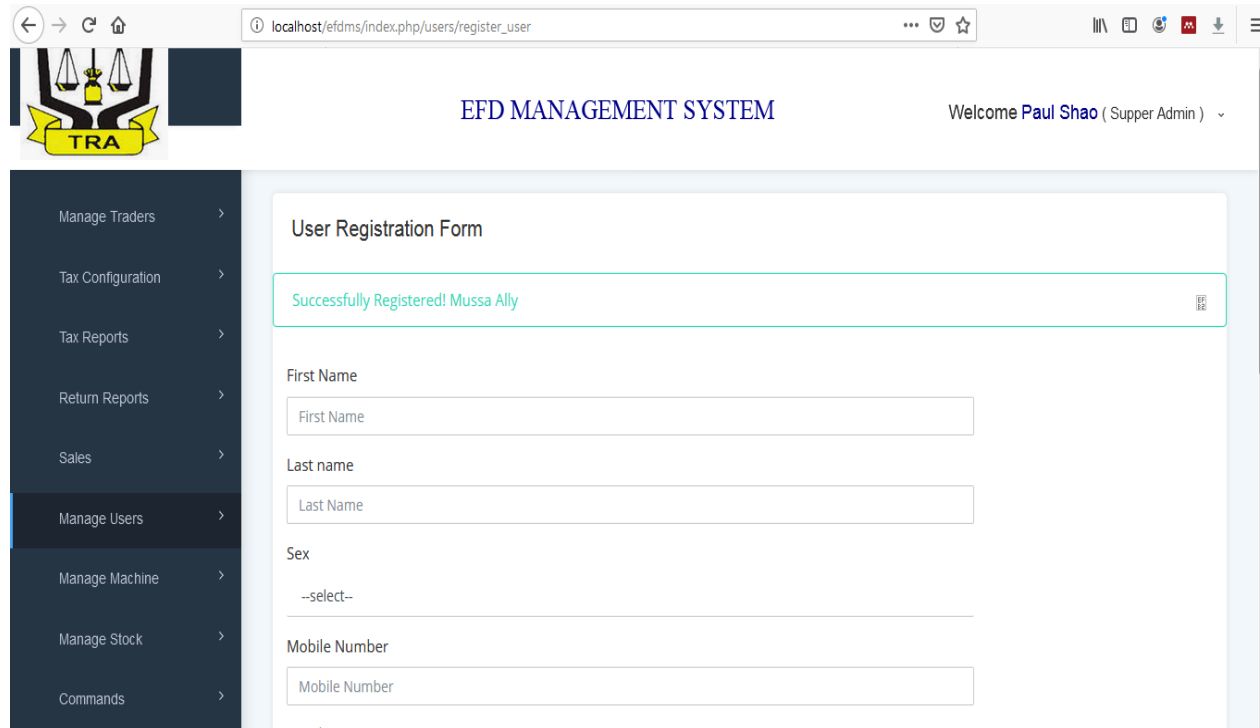 localhost/efdms/index.php/users/register_user
TRA
EFD MANAGEMENT SYSTEM
Welcome Paul Shao ( Supper Admin )
Manage Traders
Tax Configuration
Tax Reports
Return Reports
Sales
Manage Users
Manage Machine
Manage Stock
Commands
User Registration Form
Successfully Registered! Mussa Ally
First Name
First Name
Last name
Last Name
Sex
--select--
Mobile Number
Mobile Number